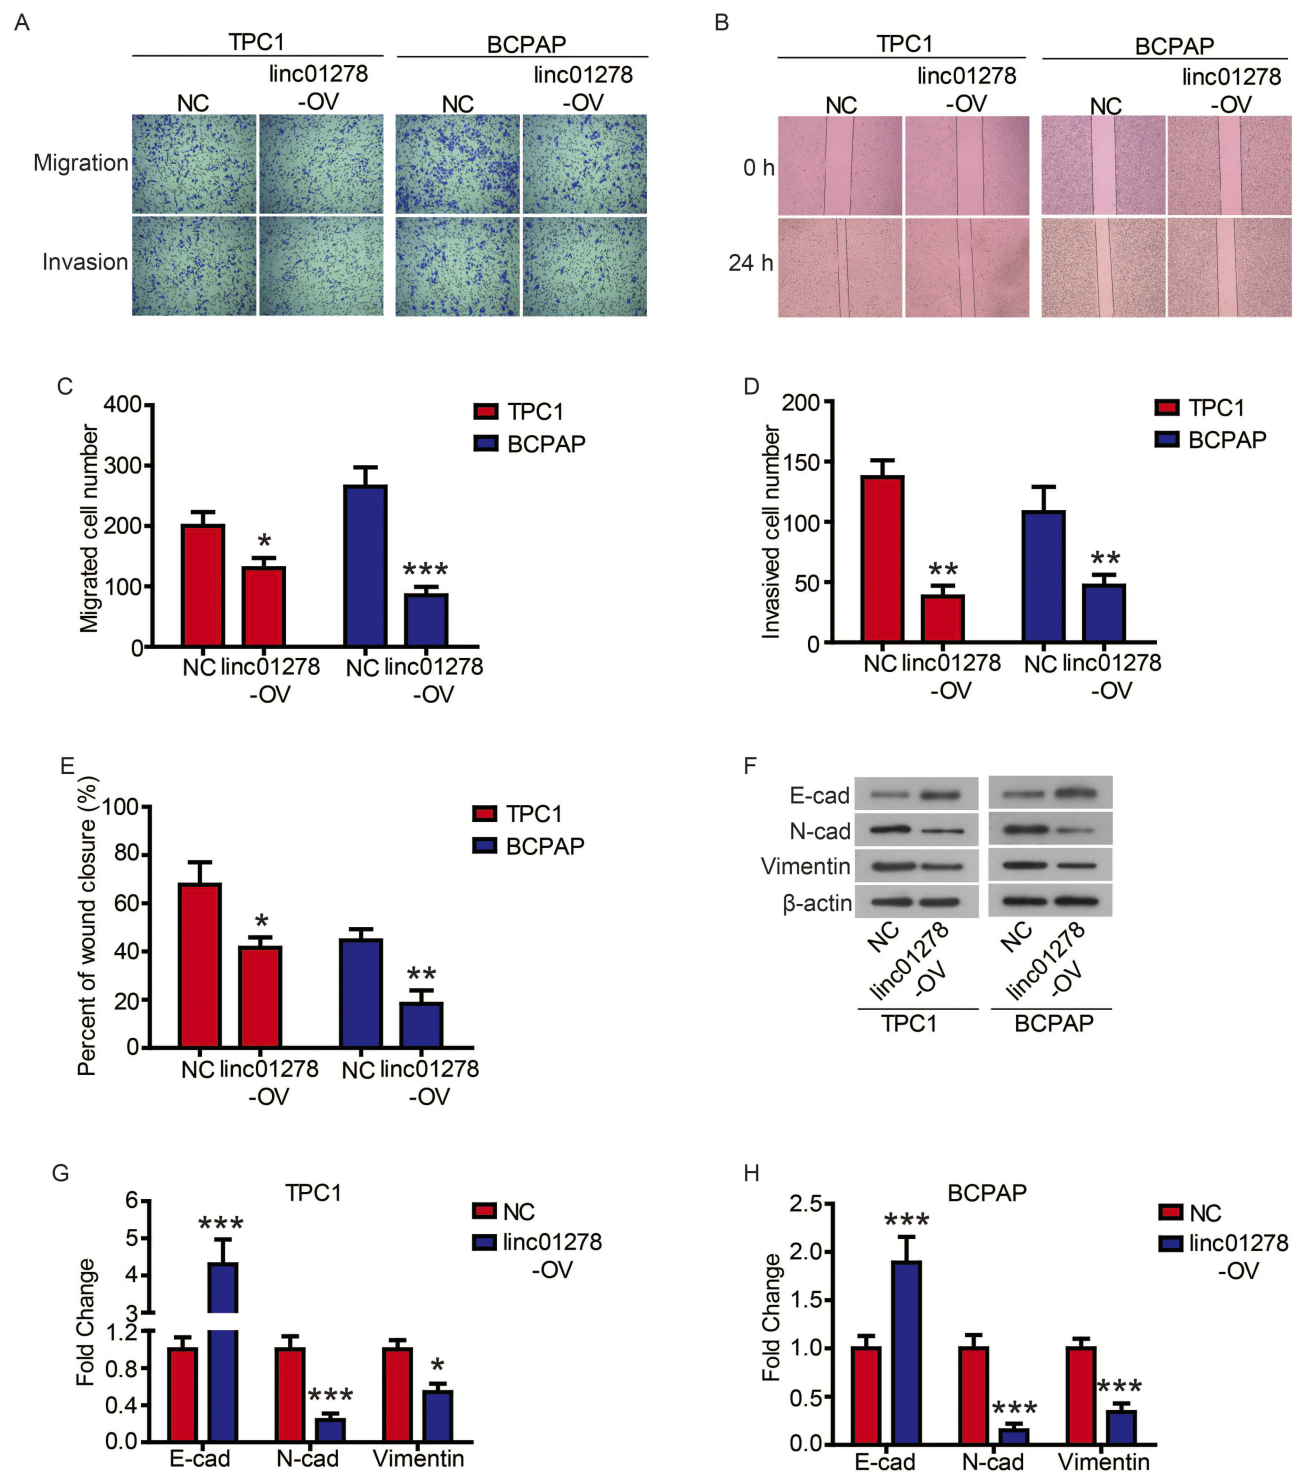 A
TPC1
BCPAP
NC
linc01278
-OV
NC
linc01278
-OV
Migration
Invasion
B
TPC1
BCPAP
NC
linc01278
-OV
NC
linc01278
-OV
0 h
24 h
C
Migrated cell number
400
300
200
100
0
*
***
TPC1
BCPAP
NC
linc01278
-OV
NC
linc01278
-OV
D
Invasived cell number
200
150
100
50
0
**
**
TPC1
BCPAP
NC
linc01278
-OV
NC
linc01278
-OV
E
Percent of wound closure (%)
100
80
60
40
20
0
*
**
TPC1
BCPAP
NC
linc01278
-OV
NC
linc01278
-OV
F
E-cad
N-cad
Vimentin
β-actin
NC
linc01278
-OV
NC
linc01278
-OV
TPC1
BCPAP
G
TPC1
Fold Change
6
5
4
3
1.2
0.8
0.4
0.0
***
***
*
NC
linc01278
-OV
E-cad
N-cad
Vimentin
H
BCPAP
Fold Change
2.5
2.0
1.5
1.0
0.5
0.0
***
***
***
NC
linc01278
-OV
E-cad
N-cad
Vimentin